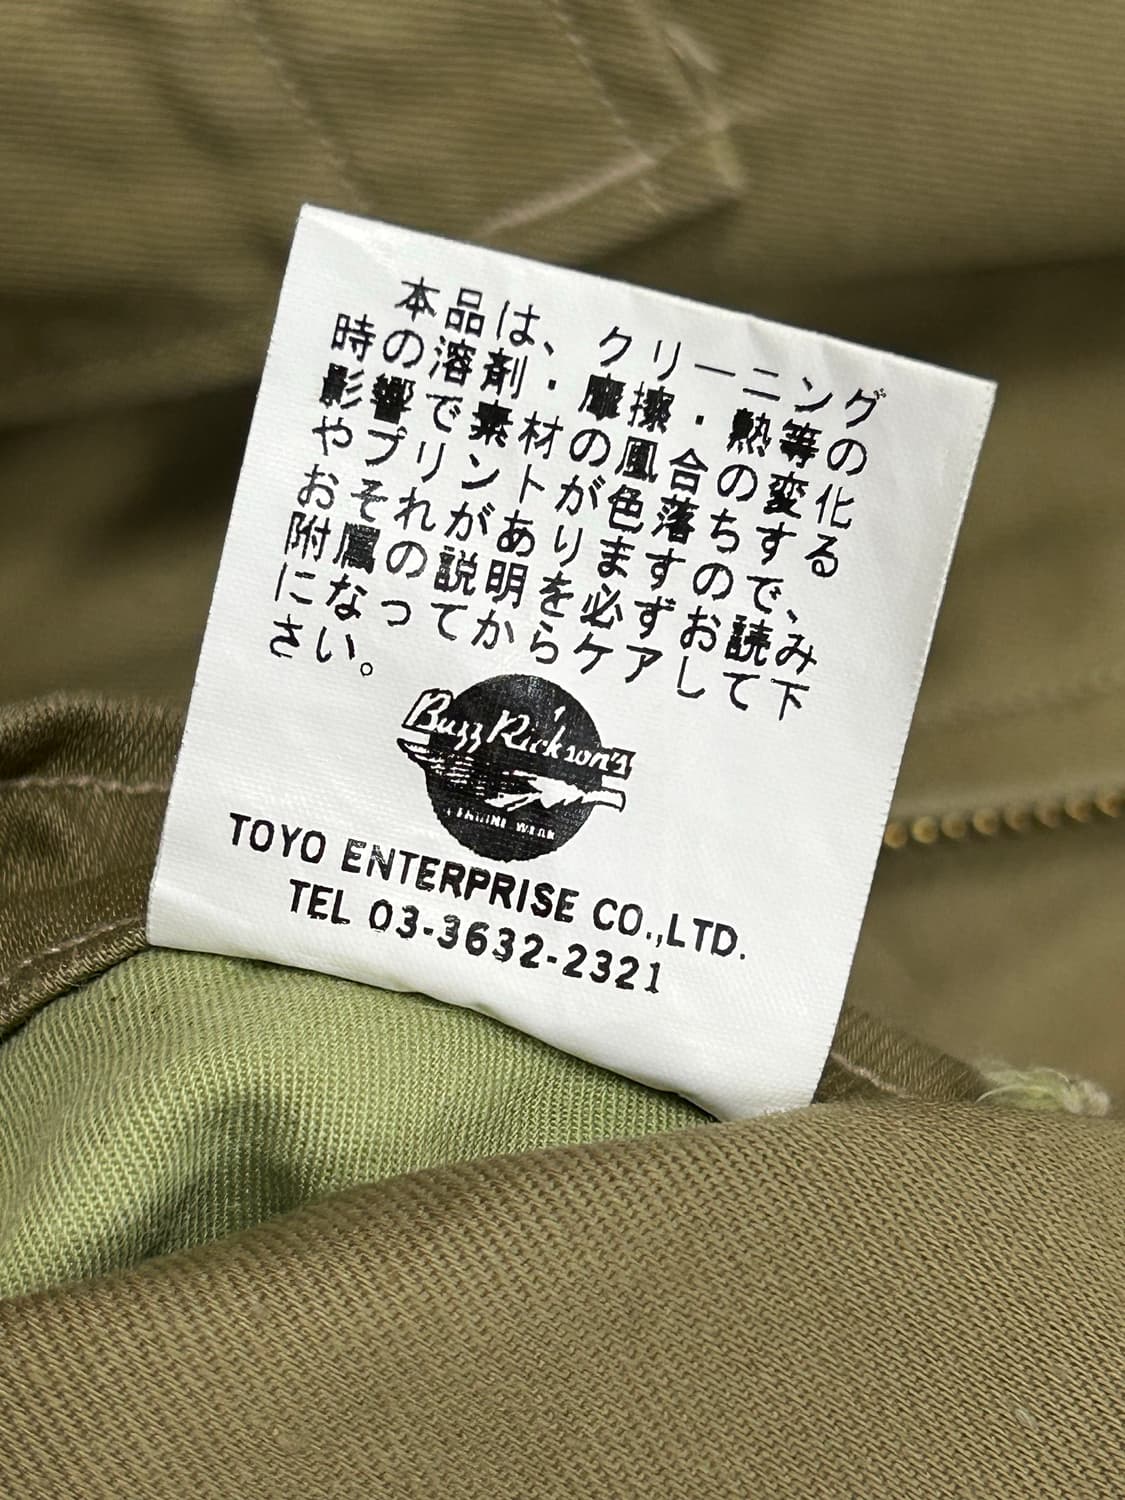 本品は、クリーニング
時の溶剤・摩擦・熱等の
影響で素材の風合の変化
やプリントが色落ちする
おそれがありますので、
附属の説明を必ずお読み
になってからケアして下
さい。
Buzz Rickson's
WEAR
TOYO ENTERPRISE CO.,LTD.
TEL 03-3632-2321